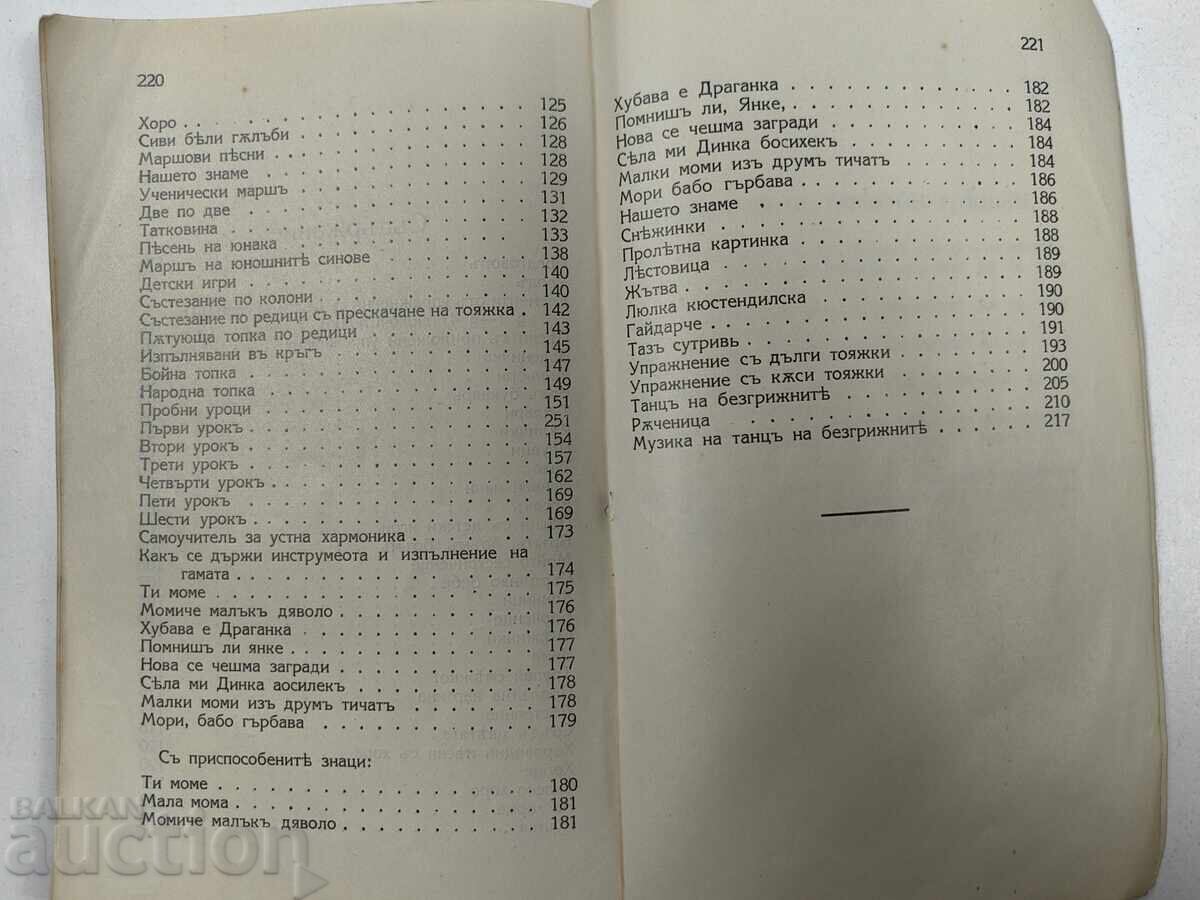 220
Хоро . . . . . . . . . . . . . . . . 125
Сиви бѣли гѫлъби . . . . . . . . . . . 126
Маршови пѣсни . . . . . . . . . . . . 128
Нашето знаме . . . . . . . . . . . . . 128
Ученически маршъ . . . . . . . . . . . 129
Две по две . . . . . . . . . . . . . . 131
Татковина . . . . . . . . . . . . . . 132
Пѣсень на юнака . . . . . . . . . . . 133
Маршъ на юношнитѣ синове . . . . . . . 138
Детски игри . . . . . . . . . . . . . 140
Състезание по колони . . . . . . . . . 140
Състезание по редици съ прескачане на тояжка . 142
Пѫтующа топка по редици . . . . . . . . 143
Изпълнявани въ кръгъ . . . . . . . . . 145
Бойна топка . . . . . . . . . . . . . 147
Народна топка . . . . . . . . . . . . 149
Пробни уроци . . . . . . . . . . . . . 151
Първи урокъ . . . . . . . . . . . . . 251
Втори урокъ . . . . . . . . . . . . . 154
Трети урокъ . . . . . . . . . . . . . 157
Четвърти урокъ . . . . . . . . . . . . 162
Пети урокъ . . . . . . . . . . . . . 169
Шести урокъ . . . . . . . . . . . . . 169
Самоучител за устна хармоника . . . . . . 173
Какъ се държи инструмеота и изпълнение на
гамата . . . . . . . . . . . . . . 174
Ти моме . . . . . . . . . . . . . . . 175
Момиче малъкъ дяволо . . . . . . . . . 176
Хубава е Драганка . . . . . . . . . . . 176
Помнишъ ли янке . . . . . . . . . . . 177
Нова се чешма загради . . . . . . . . . 177
Сѣла ми Динка аосилекъ . . . . . . . . 178
Малки моми изъ друмъ тичатъ . . . . . . 178
Мори, бабо гърбава . . . . . . . . . . 179
Съ приспособенитѣ знаци:
Ти моме . . . . . . . . . . . . . . . 180
Мала мома . . . . . . . . . . . . . . 181
Момиче малъкъ дяволо . . . . . . . . . 181
221
Хубава е Драганка . . . . . . . . . . . 182
Помнишъ ли, Янке, . . . . . . . . . . . 182
Нова се чешма загради . . . . . . . . . 184
Сѣла ми Динка босихекъ . . . . . . . . 184
Малки моми изъ друмъ тичатъ . . . . . . 184
Мори бабо гърбава . . . . . . . . . . . 186
Нашето знаме . . . . . . . . . . . . . 186
Снѣжинки . . . . . . . . . . . . . . 188
Пролѣтна картинка . . . . . . . . . . . 188
Лѣстовица . . . . . . . . . . . . . . 189
Жътва . . . . . . . . . . . . . . . . 189
Люлка кюстендилска . . . . . . . . . . 190
Гайдарче . . . . . . . . . . . . . . . 190
Тазъ сутривь . . . . . . . . . . . . . 191
Упражнение съ дълги тояжки . . . . . . . 193
Упражнение съ кѫси тояжки . . . . . . . 200
Танцъ на безгрижнитѣ . . . . . . . . . 205
Рѫченица . . . . . . . . . . . . . . 210
Музика на танцъ на безгрижнитѣ . . . . . . 217
BALKAN
auction